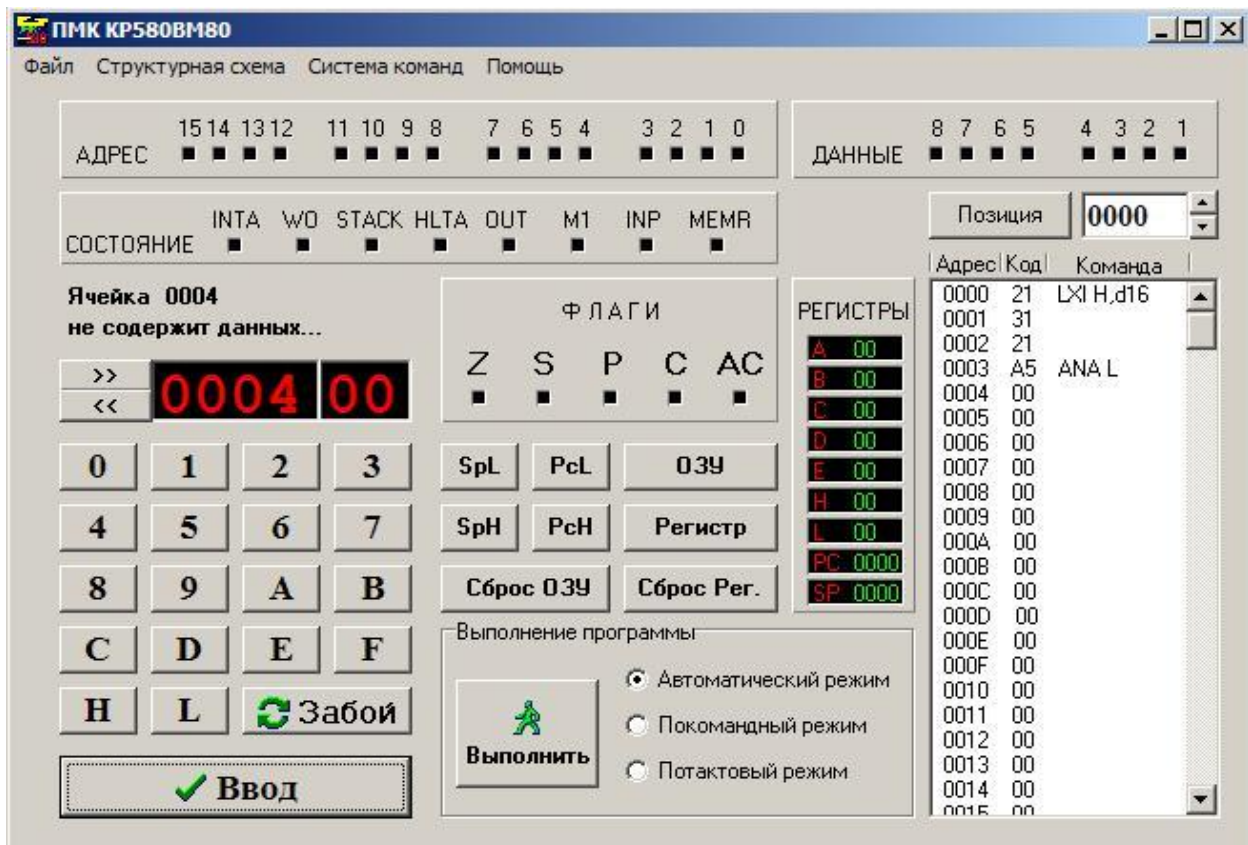 ПМК КР580ВМ80
Файл Структурная схема Система команд Помощь
15 14 13 12 11 10 9 8 7 6 5 4 3 2 1 0
АДРЕС
8 7 6 5 4 3 2 1
ДАННЫЕ
INTA WO STACK HLTA OUT M1 INP MEMR
СОСТОЯНИЕ
Позиция 0000
Ячейка 0004
не содержит данных...
>>
<<
0004 00
ФЛАГИ
Z S P C AC
РЕГИСТРЫ
A 00
B 00
C 00
D 00
E 00
H 00
L 00
PC 0000
SP 0000
Адрес Код Команда
0000 21 LXI H,d16
0001 31
0002 21
0003 A5 ANA L
0004 00
0005 00
0006 00
0007 00
0008 00
0009 00
000A 00
000B 00
000C 00
000D 00
000E 00
000F 00
0010 00
0011 00
0012 00
0013 00
0014 00
0015 00
0 1 2 3
4 5 6 7
8 9 A B
C D E F
H L Забой
Ввод
SpL PcL ОЗУ
SpH PcH Регистр
Сброс ОЗУ Сброс Рег.
Выполнение программы
Выполнить
Автоматический режим
Покомандный режим
Потактовый режим